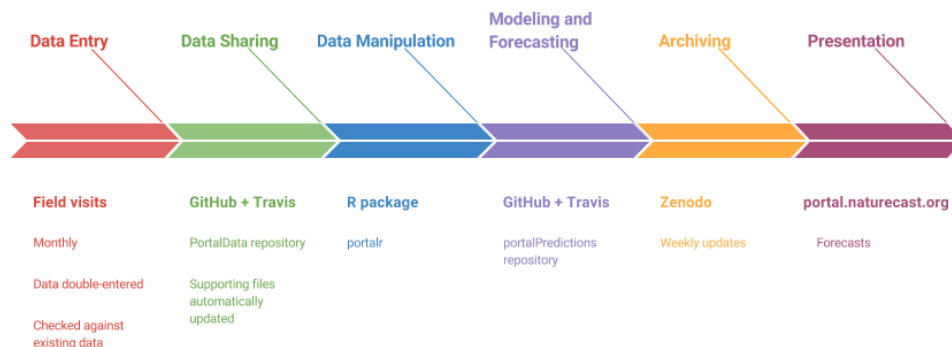 Data Entry
Data Sharing
Data Manipulation
Modeling and
Forecasting
Archiving
Presentation
Field visits
Monthly
Data double-entered
Checked against
existing data
GitHub + Travis
PortalData repository
Supporting files
automatically
updated
R package
portalr
GitHub + Travis
portalPredictions
repository
Zenodo
Weekly updates
portal.naturecast.org
Forecasts